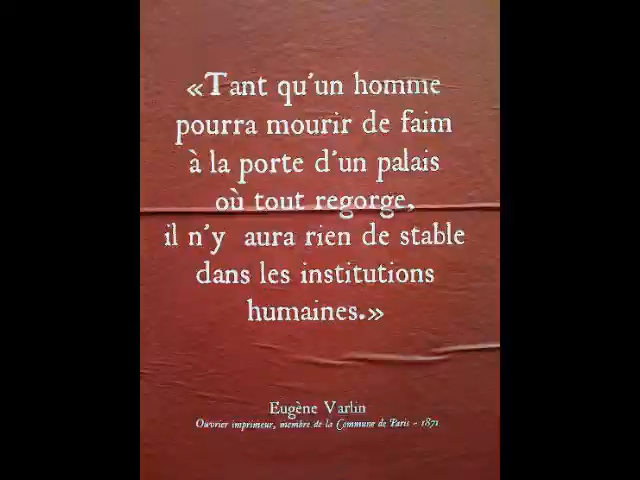 «Tant qu'un homme
pourra mourir de faim
à la porte d'un palais
où tout regorge,
il n'y aura rien de stable
dans les institutions
humaines.»
Eugène Varlin
Ouvrier imprimeur, membre de la Commune de Paris - 1871